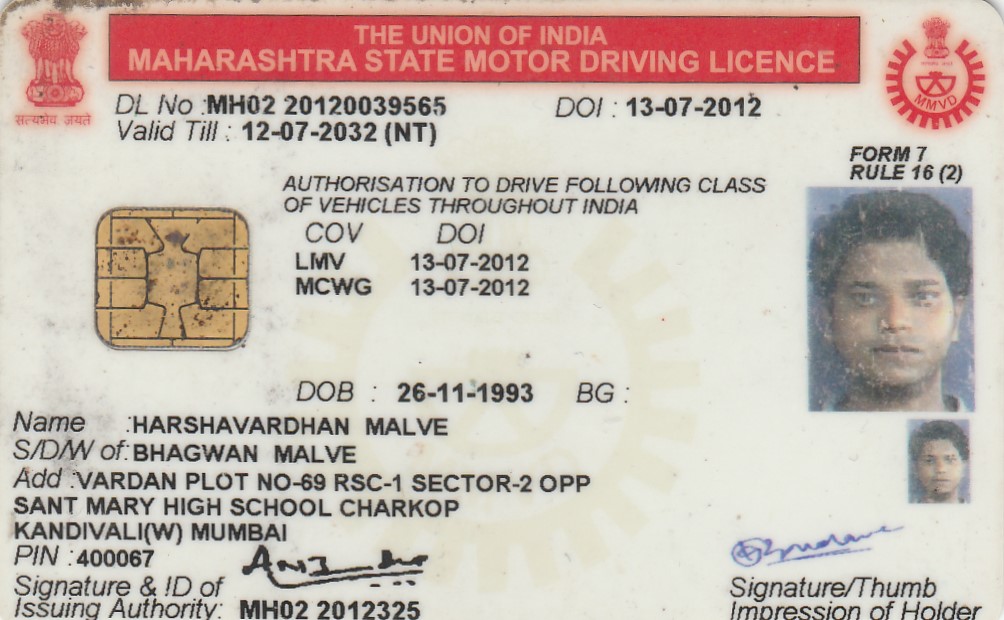 THE UNION OF INDIA
MAHARASHTRA STATE MOTOR DRIVING LICENCE
सत्यमेव जयते
MMVD
DL No :MH02 20120039565 DOI : 13-07-2012
Valid Till : 12-07-2032 (NT)
FORM 7
RULE 16 (2)
AUTHORISATION TO DRIVE FOLLOWING CLASS
OF VEHICLES THROUGHOUT INDIA
COV DOI
LMV 13-07-2012
MCWG 13-07-2012
DOB : 26-11-1993 BG :
Name :HARSHAVARDHAN MALVE
S/D/W of:BHAGWAN MALVE
Add :VARDAN PLOT NO-69 RSC-1 SECTOR-2 OPP
SANT MARY HIGH SCHOOL CHARKOP
KANDIVALI(W) MUMBAI
PIN :400067
Signature & ID of
Issuing Authority: MH02 2012325
Signature/Thumb
Impression of Holder